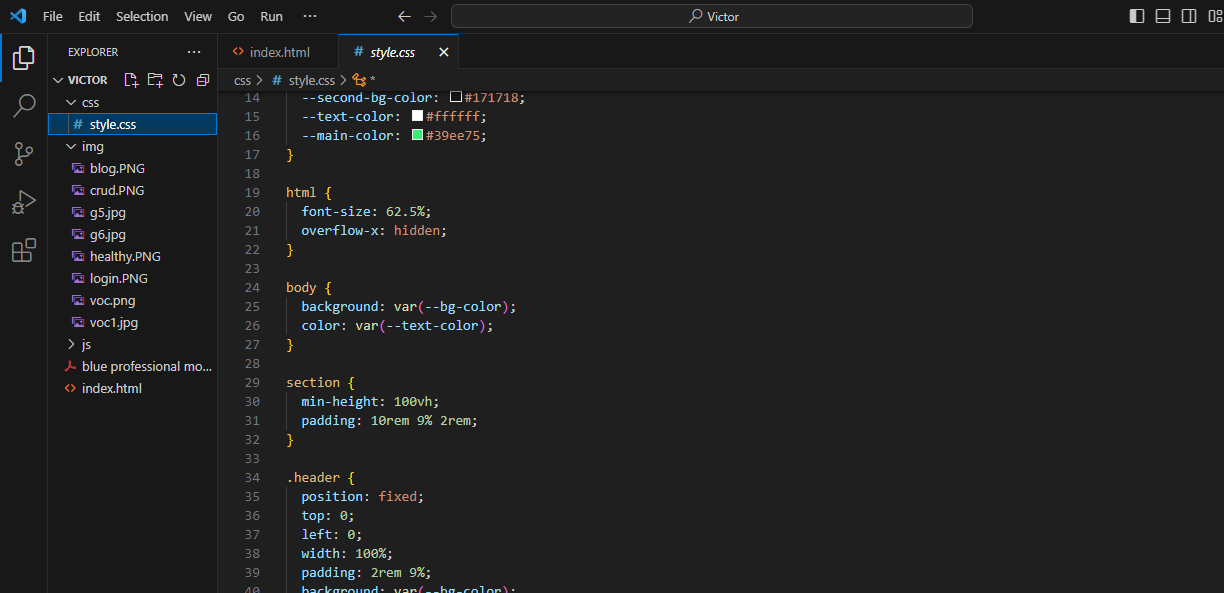 File Edit Selection View Go Run ···
Victor
EXPLORER ···
index.html
# style.css
VICTOR
css > # style.css > *
css
# style.css
img
blog.PNG
crud.PNG
g5.jpg
g6.jpg
healthy.PNG
login.PNG
voc.png
voc1.jpg
js
blue professional mo...
index.html
14 --second-bg-color: #171718;
15 --text-color: #ffffff;
16 --main-color: #39ee75;
17 }
18
19 html {
20 font-size: 62.5%;
21 overflow-x: hidden;
22 }
23
24 body {
25 background: var(--bg-color);
26 color: var(--text-color);
27 }
28
29 section {
30 min-height: 100vh;
31 padding: 10rem 9% 2rem;
32 }
33
34 .header {
35 position: fixed;
36 top: 0;
37 left: 0;
38 width: 100%;
39 padding: 2rem 9%;
40 background: var(--bg-color);